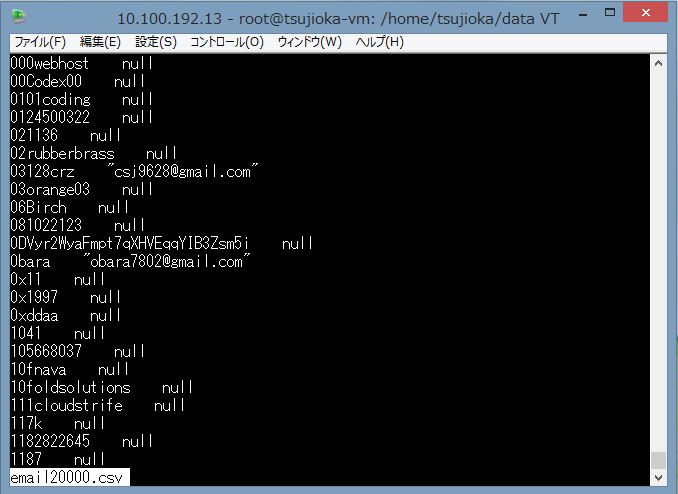 10.100.192.13 - root@tsujioka-vm: /home/tsujioka/data VT
ファイル(F) 編集(E) 設定(S) コントロール(O) ウィンドウ(W) ヘルプ(H)
000webhost null
00Codex00 null
0101coding null
0124500322 null
021136 null
02rubberbrass null
03128crz "csj9628@gmail.com"
03orange03 null
06Birch null
081022123 null
0DVyr2WyaFmpt7qXHVEqqYIB3Zsm5i null
0bara "obara7802@gmail.com"
0x11 null
0x1997 null
0xddaa null
1041 null
105668037 null
10fnava null
10foldsolutions null
111cloudstrife null
117k null
1182822645 null
1187 null
email20000.csv